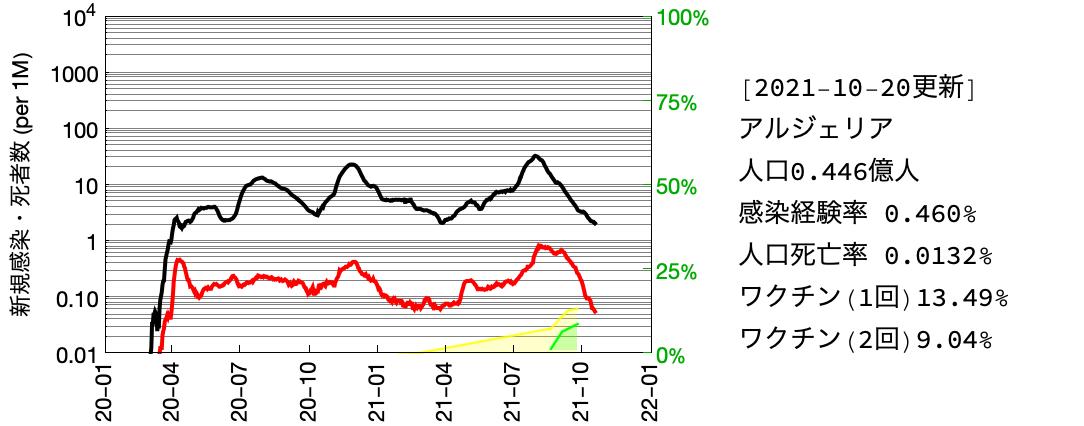 新規感染・死者数 (per 1M)
10^4
1000
100
10
1
0.10
0.01
100%
75%
50%
25%
0%
20-01
20-04
20-07
20-10
21-01
21-04
21-07
21-10
22-01
[2021-10-20更新]
アルジェリア
人口0.446億人
感染経験率 0.460%
人口死亡率 0.0132%
ワクチン(1回)13.49%
ワクチン(2回)9.04%